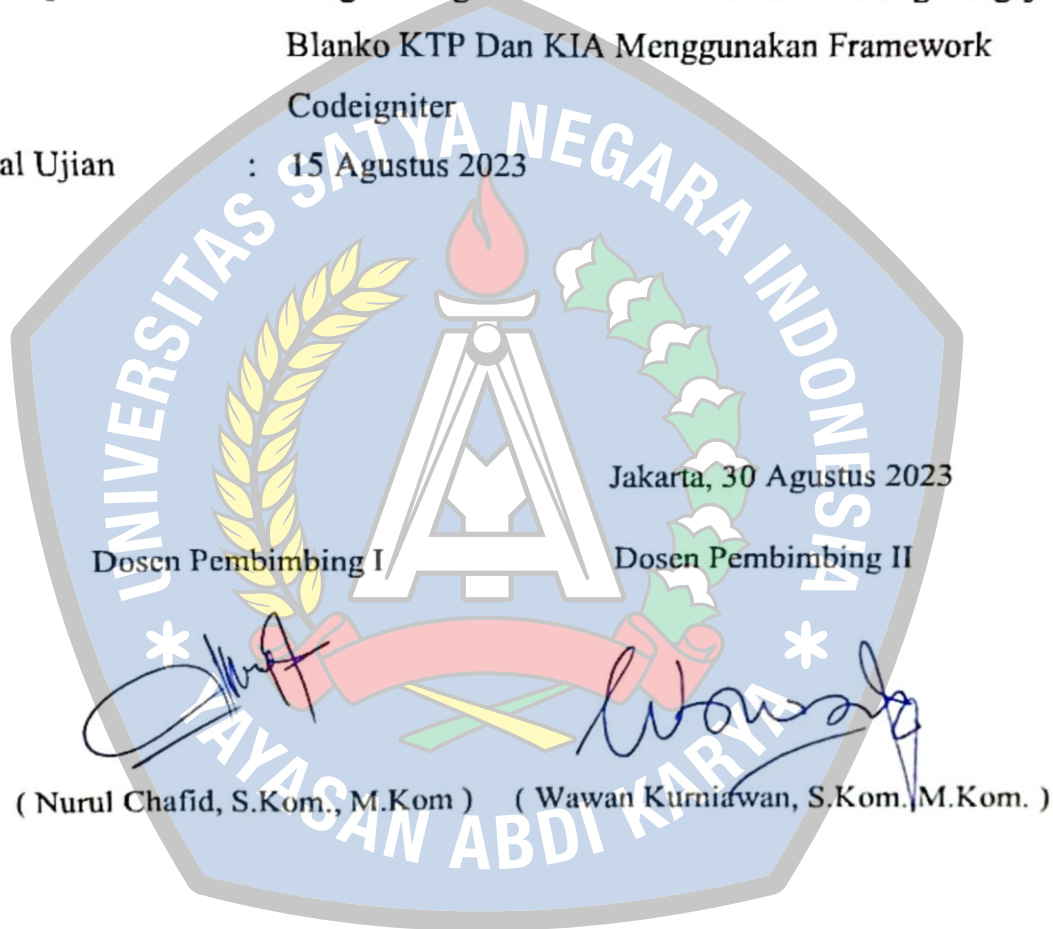 Blanko KTP Dan KIA Menggunakan Framework
Codeigniter
al Ujian : 15 Agustus 2023
UNIVERSITAS SATYA NEGARA INDONESIA
Jakarta, 30 Agustus 2023
Dosen Pembimbing I Dosen Pembimbing II
( Nurul Chafid, S.Kom., M.Kom ) ( Wawan Kurniawan, S.Kom., M.Kom. )
YAYASAN ABDI KARYA